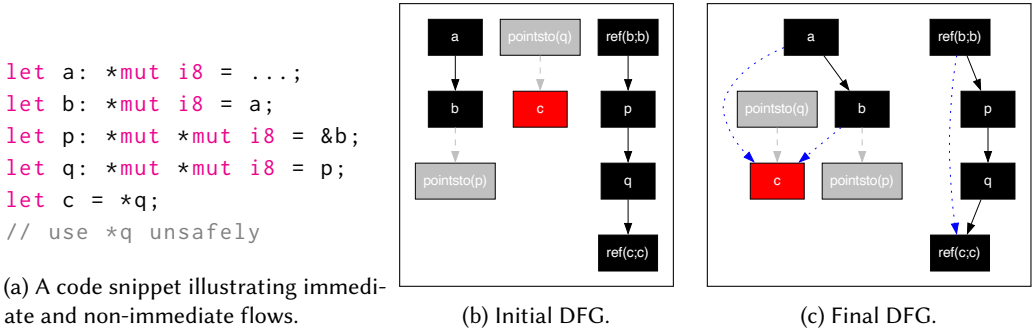 let a: *mut i8 = ...;
let b: *mut i8 = a;
let p: *mut *mut i8 = &b;
let q: *mut *mut i8 = p;
let c = *q;
// use *q unsafely
(a) A code snippet illustrating immedi-
ate and non-immediate flows.
a
pointsto(q)
ref(b;b)
b
c
p
pointsto(p)
q
ref(c;c)
(b) Initial DFG.
a
ref(b;b)
pointsto(q)
b
p
c
pointsto(p)
q
ref(c;c)
(c) Final DFG.